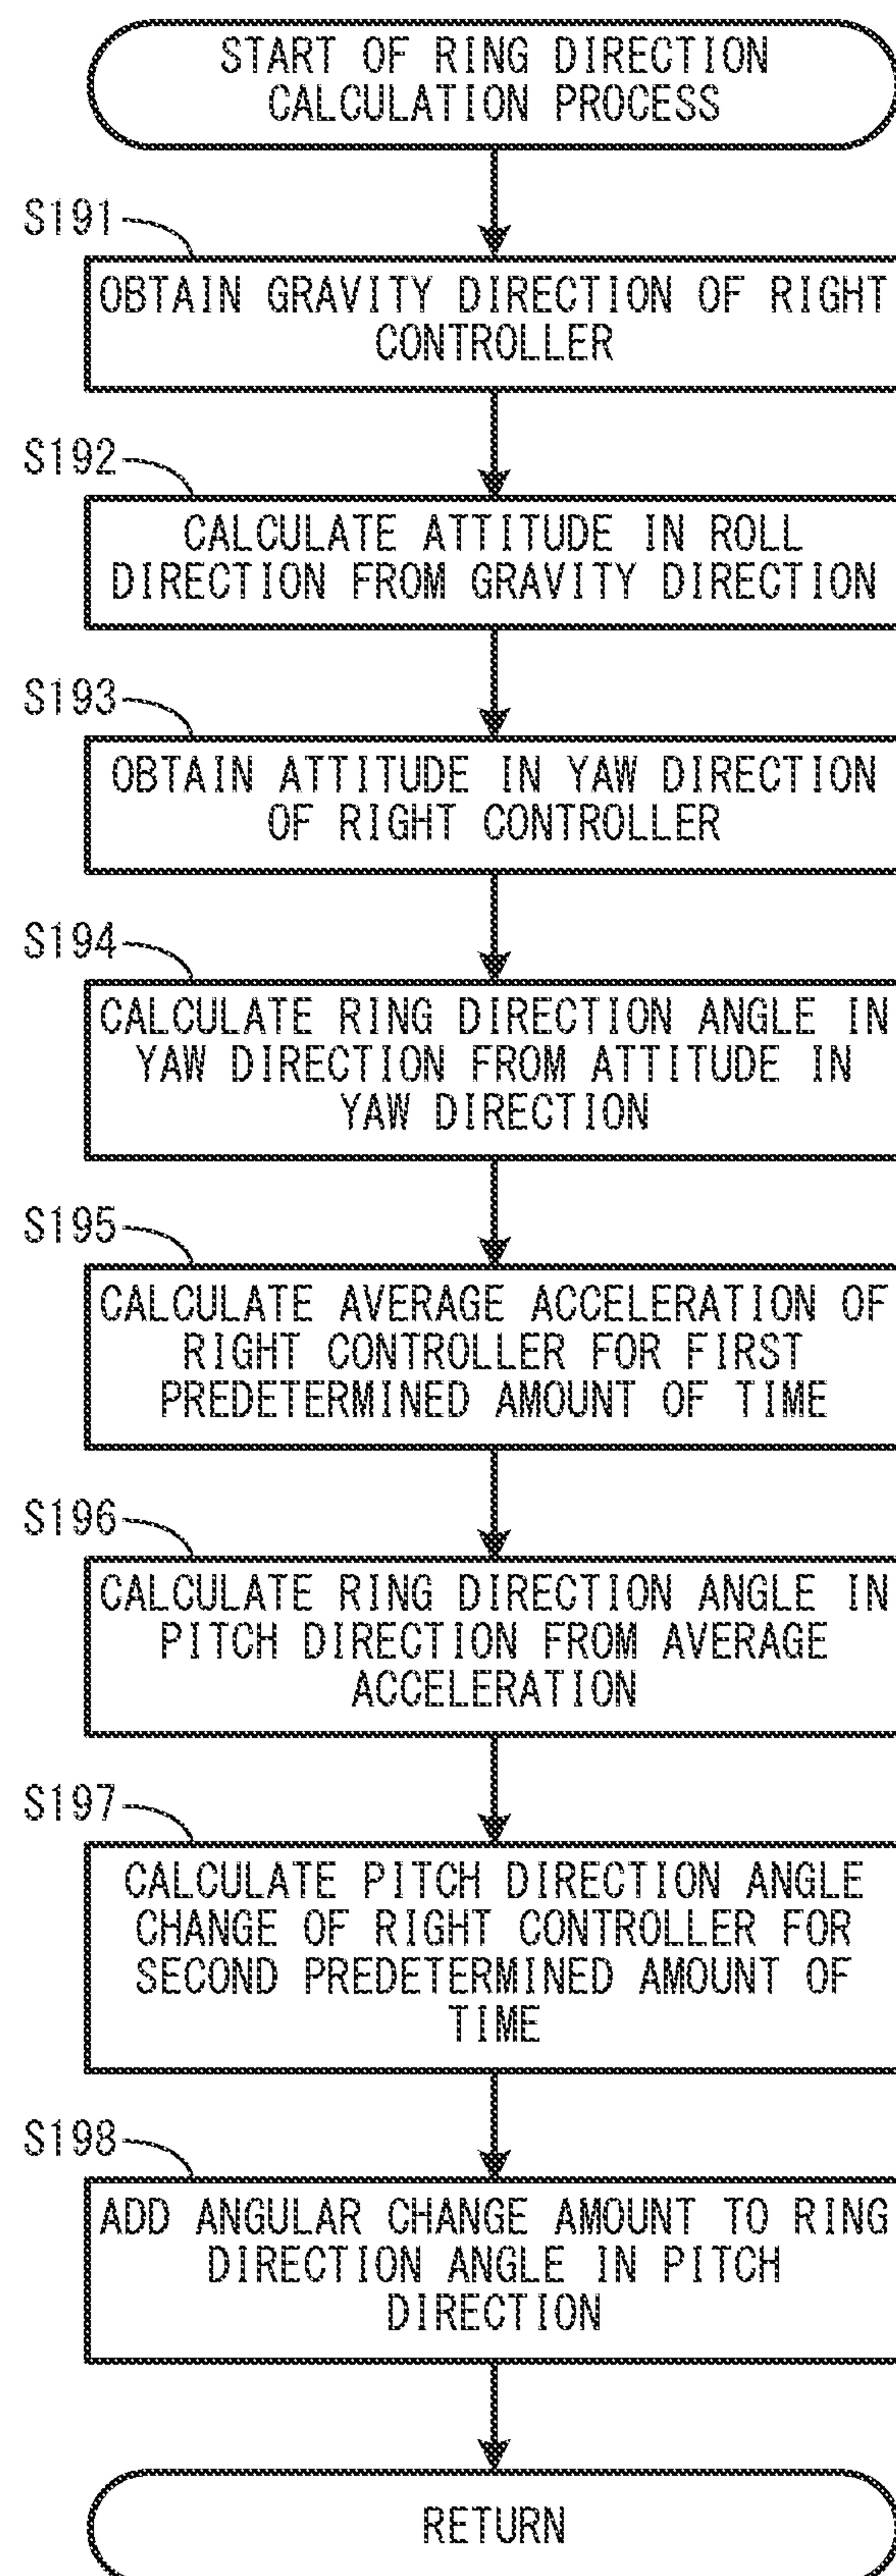 START OF RING DIRECTION
CALCULATION PROCESS
S191
OBTAIN GRAVITY DIRECTION OF RIGHT
CONTROLLER
S192
CALCULATE ATTITUDE IN ROLL
DIRECTION FROM GRAVITY DIRECTION
S193
OBTAIN ATTITUDE IN YAW DIRECTION
OF RIGHT CONTROLLER
S194
CALCULATE RING DIRECTION ANGLE IN
YAW DIRECTION FROM ATTITUDE IN
YAW DIRECTION
S195
CALCULATE AVERAGE ACCELERATION OF
RIGHT CONTROLLER FOR FIRST
PREDETERMINED AMOUNT OF TIME
S196
CALCULATE RING DIRECTION ANGLE IN
PITCH DIRECTION FROM AVERAGE
ACCELERATION
S197
CALCULATE PITCH DIRECTION ANGLE
CHANGE OF RIGHT CONTROLLER FOR
SECOND PREDETERMINED AMOUNT OF
TIME
S198
ADD ANGULAR CHANGE AMOUNT TO RING
DIRECTION ANGLE IN PITCH
DIRECTION
RETURN